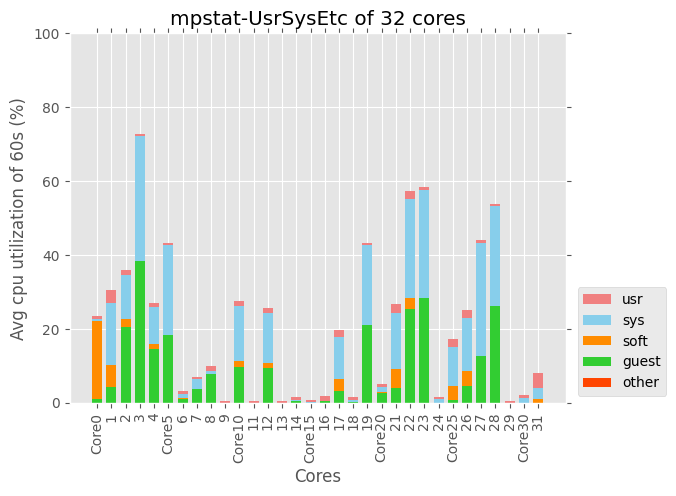 mpstat-UsrSysEtc of 32 cores
Avg cpu utilization of 60s (%)
100
80
60
40
20
0
Core0
1
2
3
4
Core5
6
7
8
9
Core10
11
12
13
14
Core15
16
17
18
19
Core20
21
22
23
24
Core25
26
27
28
29
Core30
31
Cores
usr
sys
soft
guest
other